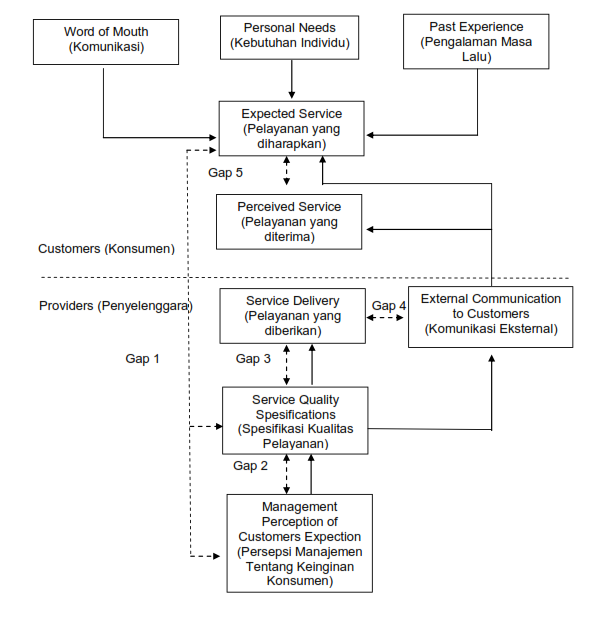 Word of Mouth
(Komunikasi)
Personal Needs
(Kebutuhan Individu)
Past Experience
(Pengalaman Masa
Lalu)
Expected Service
(Pelayanan yang
diharapkan)
Gap 5
Perceived Service
(Pelayanan yang
diterima)
Customers (Konsumen)
Providers (Penyelenggara)
Service Delivery
(Pelayanan yang
diberikan)
Gap 4
External Communication
to Customers
(Komunikasi Eksternal)
Gap 1
Gap 3
Service Quality
Spesifications
(Spesifikasi Kualitas
Pelayanan)
Gap 2
Management
Perception of
Customers Expection
(Persepsi Manajemen
Tentang Keinginan
Konsumen)